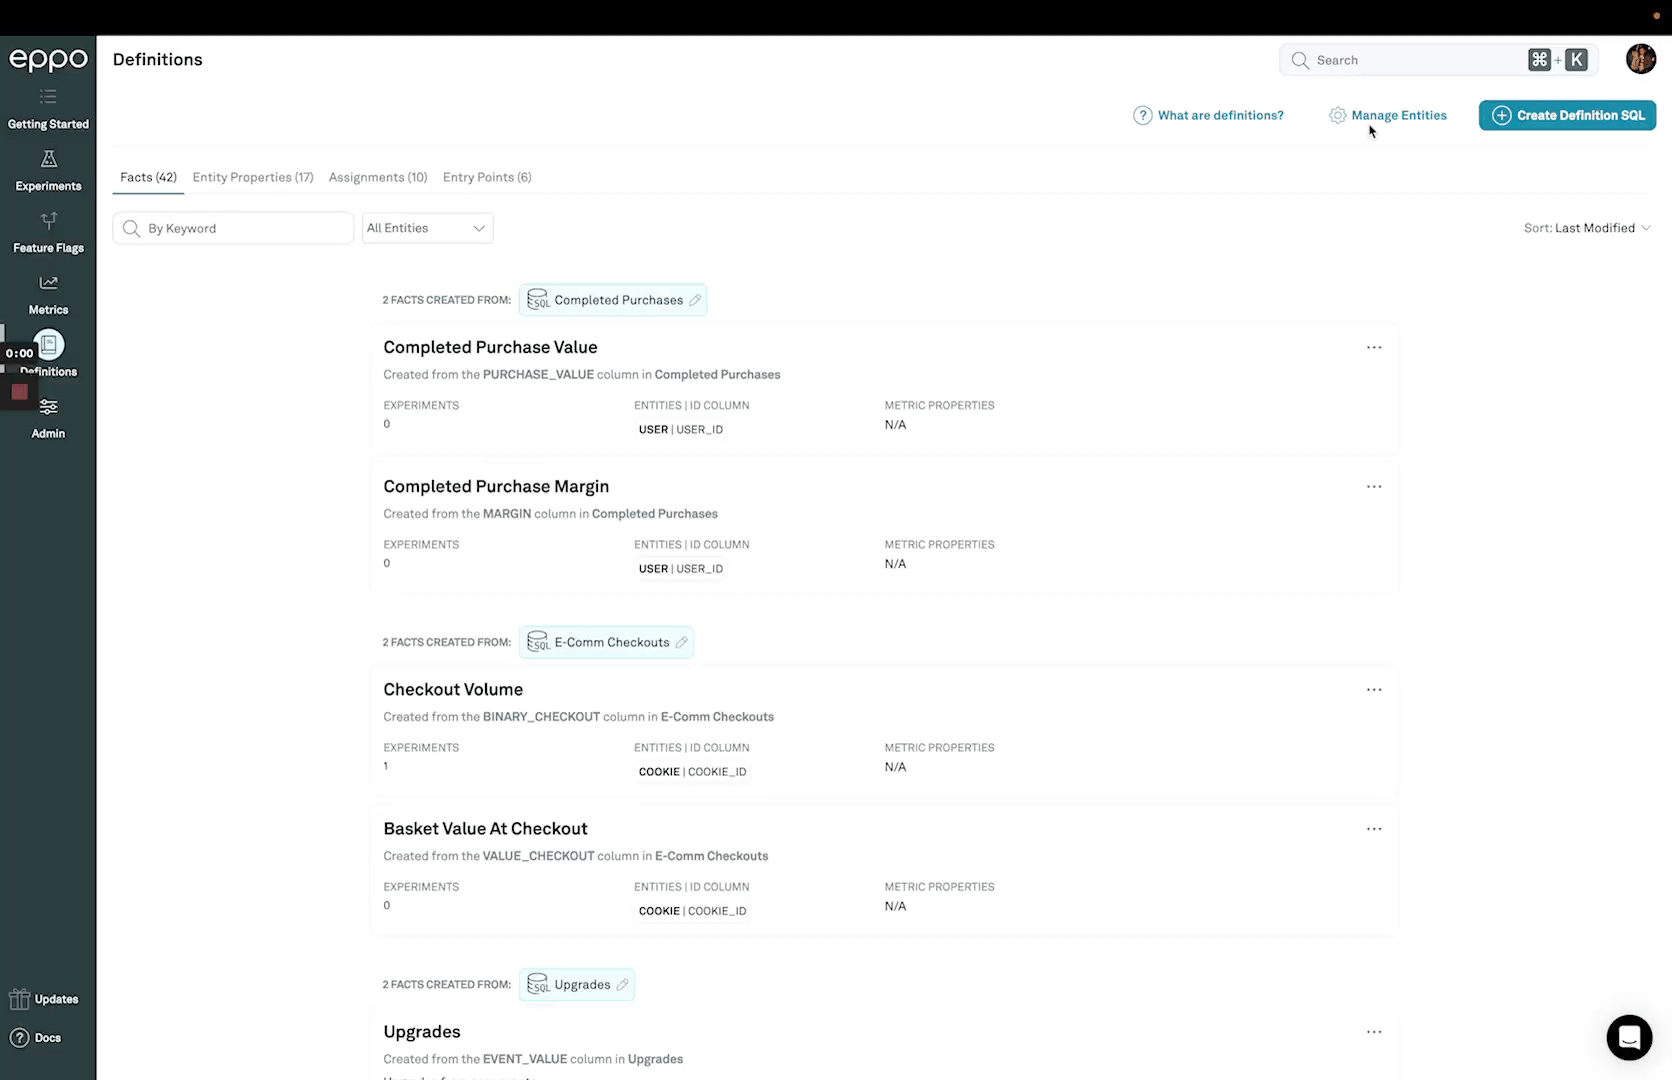 eppo
Definitions
Search
⌘ + K
What are definitions?
Manage Entities
Create Definition SQL
Getting Started
Experiments
Feature Flags
Metrics
0:00
Definitions
Admin
Updates
Docs
Facts (42)
Entity Properties (17)
Assignments (10)
Entry Points (6)
By Keyword
All Entities
Sort: Last Modified
2 FACTS CREATED FROM:
SQL
Completed Purchases
Completed Purchase Value
Created from the PURCHASE_VALUE column in Completed Purchases
EXPERIMENTS
0
ENTITIES | ID COLUMN
USER | USER_ID
METRIC PROPERTIES
N/A
Completed Purchase Margin
Created from the MARGIN column in Completed Purchases
EXPERIMENTS
0
ENTITIES | ID COLUMN
USER | USER_ID
METRIC PROPERTIES
N/A
2 FACTS CREATED FROM:
SQL
E-Comm Checkouts
Checkout Volume
Created from the BINARY_CHECKOUT column in E-Comm Checkouts
EXPERIMENTS
1
ENTITIES | ID COLUMN
COOKIE | COOKIE_ID
METRIC PROPERTIES
N/A
Basket Value At Checkout
Created from the VALUE_CHECKOUT column in E-Comm Checkouts
EXPERIMENTS
0
ENTITIES | ID COLUMN
COOKIE | COOKIE_ID
METRIC PROPERTIES
N/A
2 FACTS CREATED FROM:
SQL
Upgrades
Upgrades
Created from the EVENT_VALUE column in Upgrades